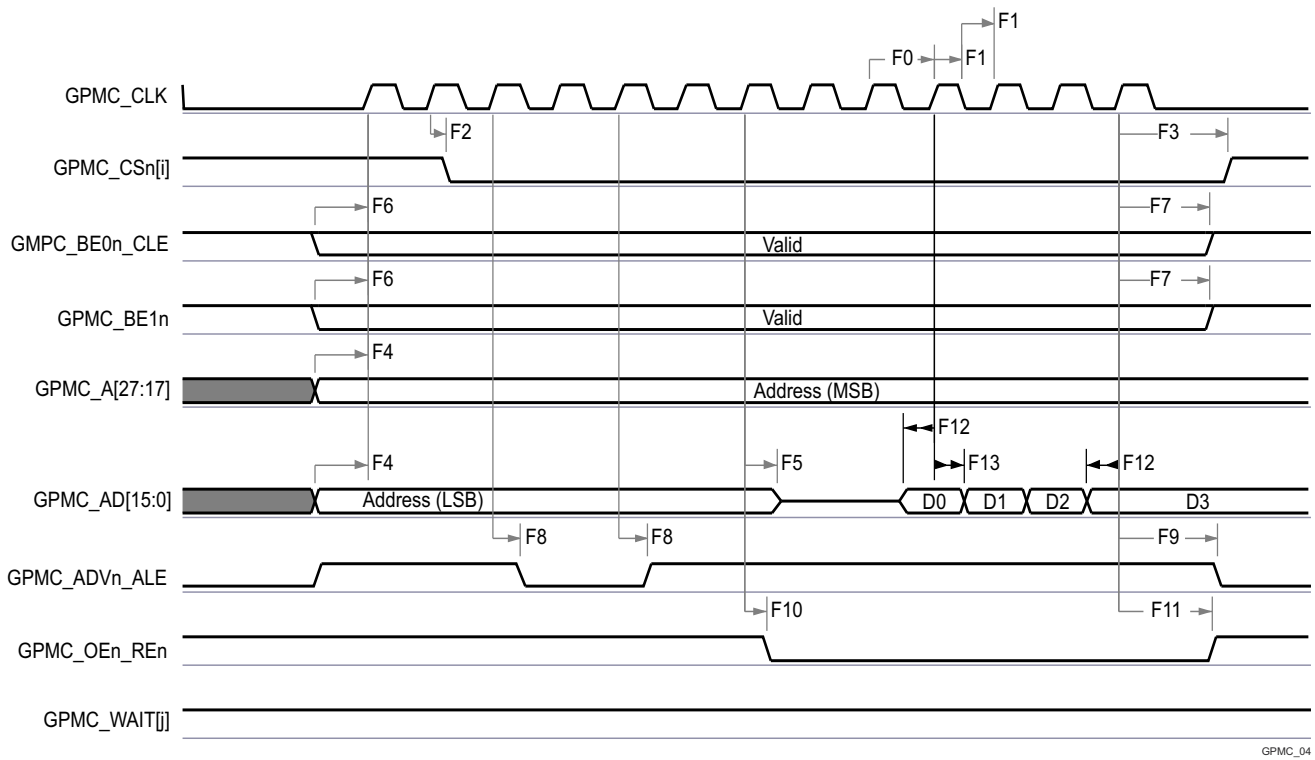 F1
F0 F1
GPMC_CLK
F2 F3
GPMC_CSn[i]
F6 F7
GMPC_BE0n_CLE Valid
F6 F7
GPMC_BE1n Valid
F4
GPMC_A[27:17] Address (MSB)
F12
F4 F5 F13 F12
GPMC_AD[15:0] Address (LSB) D0 D1 D2 D3
F8 F8 F9
GPMC_ADVn_ALE
F10 F11
GPMC_OEn_REn
GPMC_WAIT[j]
GPMC_04